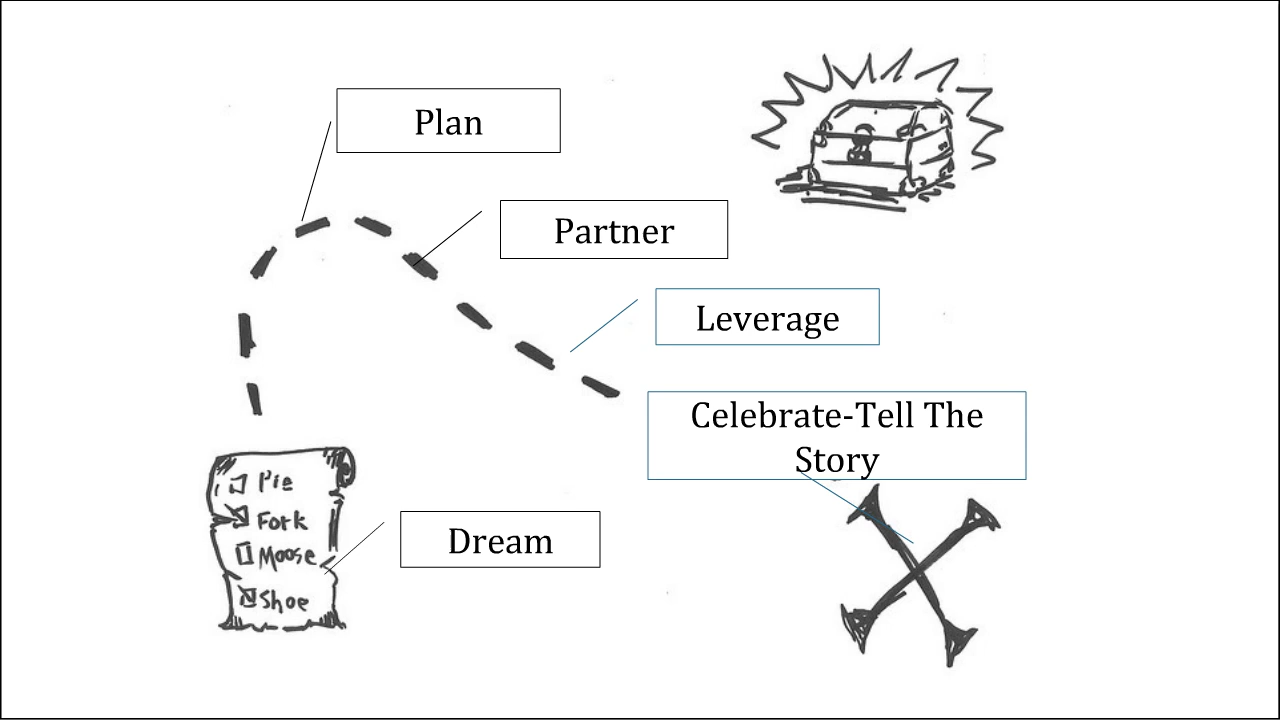 Plan
Partner
Leverage
Celebrate-Tell The
Story
Pie
Fork
Moose
Shoe
Dream